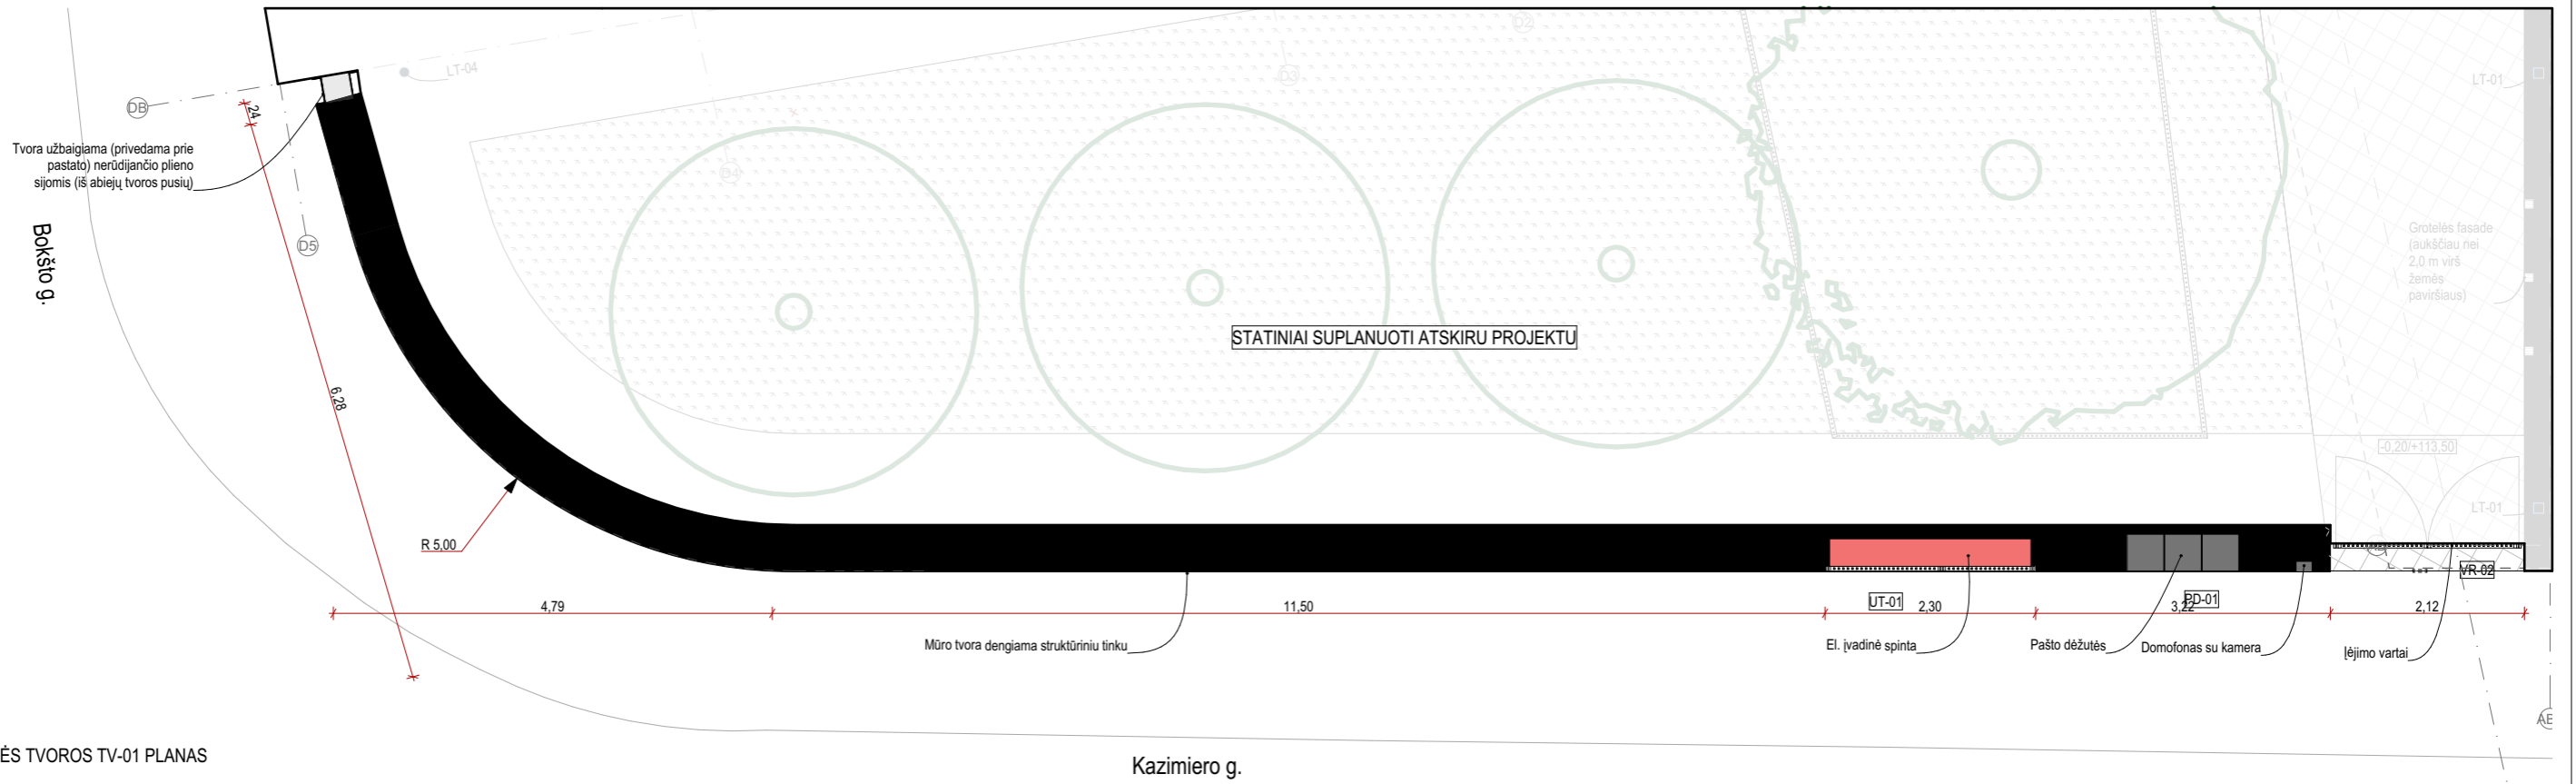 D2
LT-04
D3
LT-01
DB
24
Tvora užbaigiama (privedama prie
pastato) nerūdijančio plieno
sijomis (iš abiejų tvoros pusių)
D4
D5
Bokšto g.
Grotelės fasade
(aukščiau nei
2,0 m virš
žemės
paviršiaus)
STATINIAI SUPLANUOTI ATSKIRU PROJEKTU
6,28
-0,20/+113,50
LT-01
R 5,00
VR-02
4,79
11,50
UT-01
2,30
PD-01
3,22
2,12
Mūro tvora dengiama struktūriniu tinku
El. įvadinė spinta
Pašto dėžutės
Domofonas su kamera
Įėjimo vartai
AE
ĖS TVOROS TV-01 PLANAS
Kazimiero g.